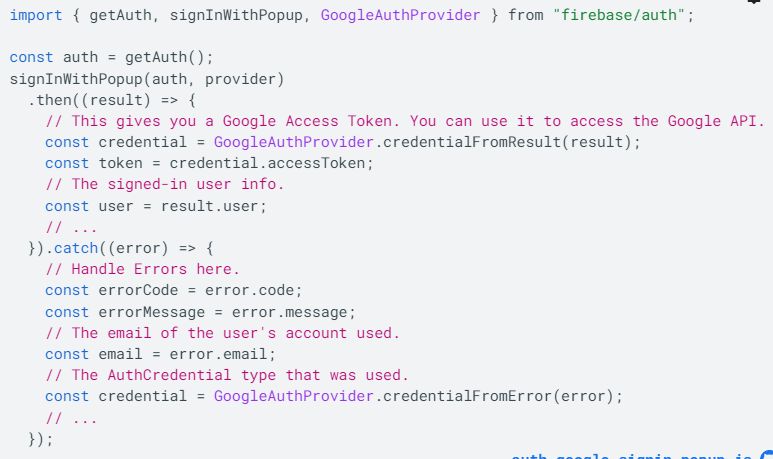 import { getAuth, signInWithPopup, GoogleAuthProvider } from "firebase/auth";

const auth = getAuth();
signInWithPopup(auth, provider)
  .then((result) => {
    // This gives you a Google Access Token. You can use it to access the Google API.
    const credential = GoogleAuthProvider.credentialFromResult(result);
    const token = credential.accessToken;
    // The signed-in user info.
    const user = result.user;
    // ...
  }).catch((error) => {
    // Handle Errors here.
    const errorCode = error.code;
    const errorMessage = error.message;
    // The email of the user's account used.
    const email = error.email;
    // The AuthCredential type that was used.
    const credential = GoogleAuthProvider.credentialFromError(error);
    // ...
  });